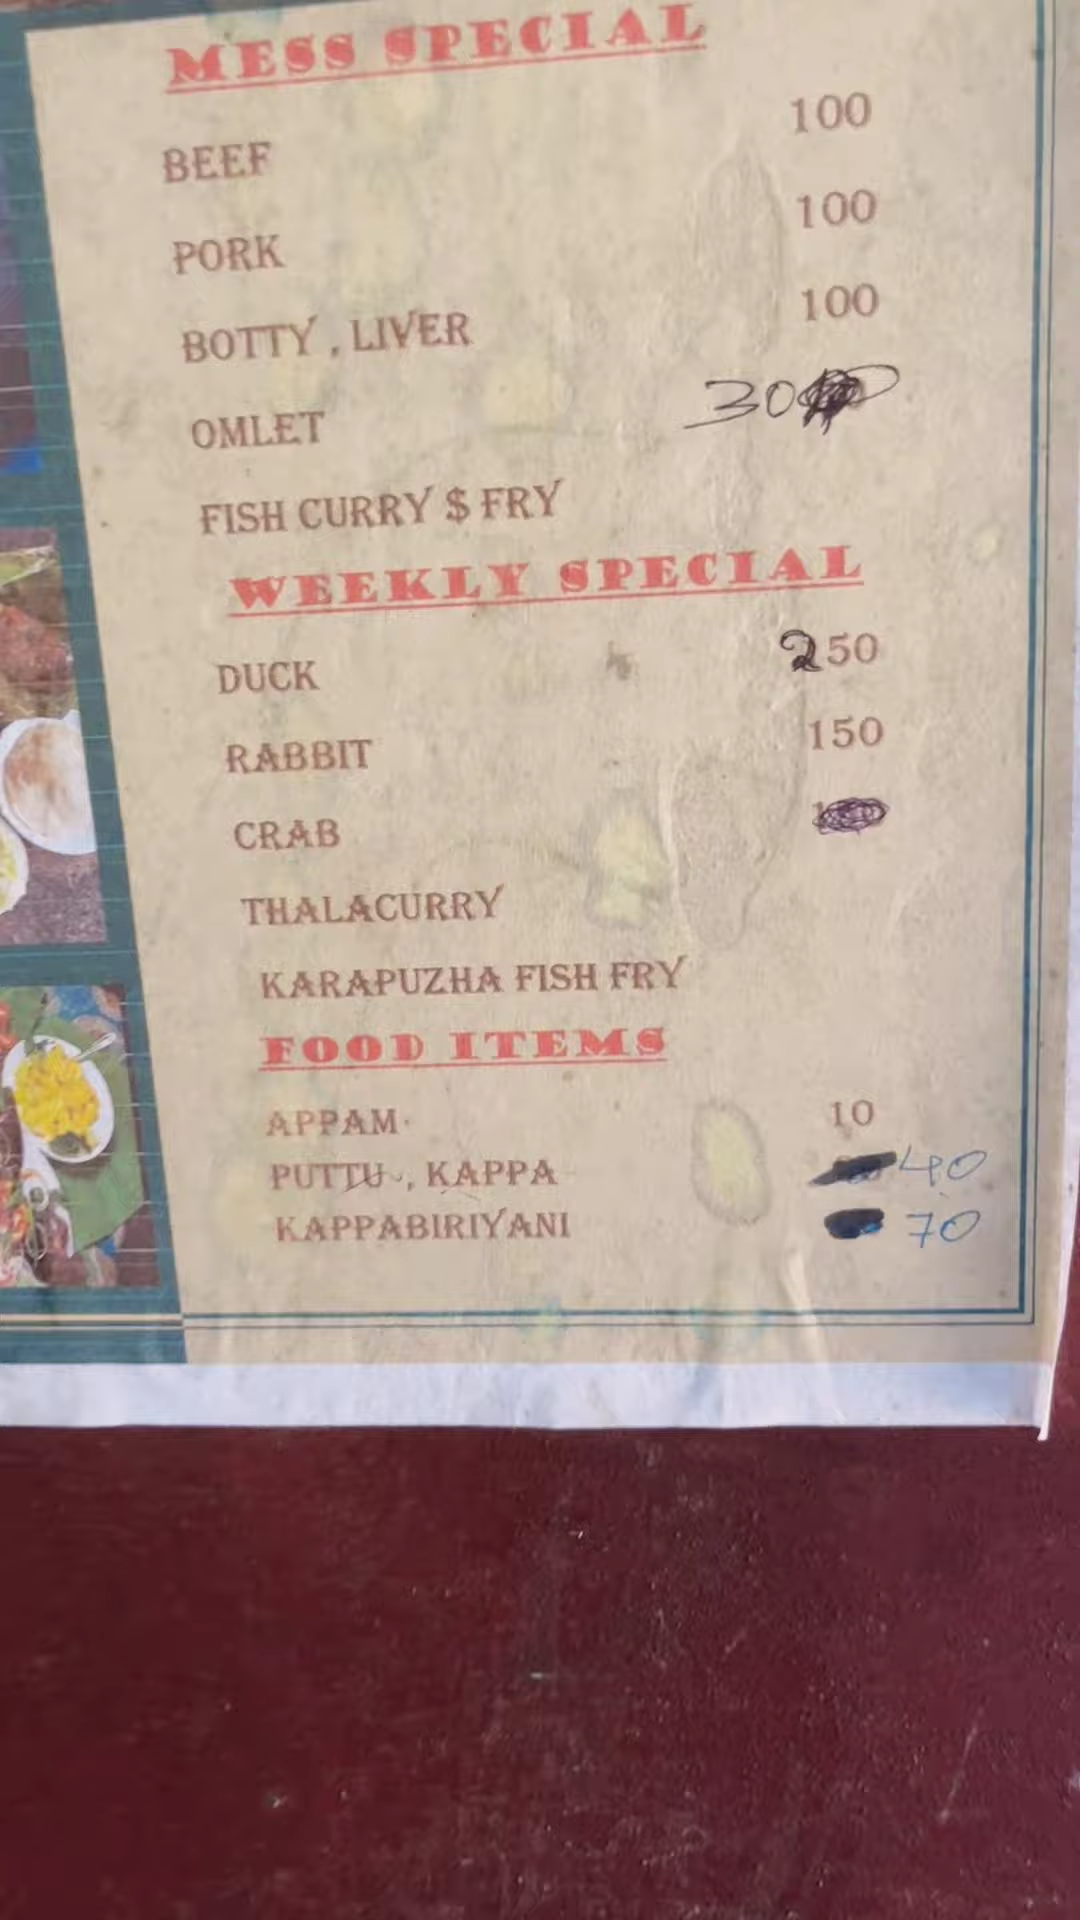 MESS SPECIAL
BEEF 100
PORK 100
BOTTY , LIVER 100
OMLET 30
FISH CURRY $ FRY
WEEKLY SPECIAL
DUCK 250
RABBIT 150
CRAB
THALACURRY
KARAPUZHA FISH FRY
FOOD ITEMS
APPAM 10
PUTTU , KAPPA 40
KAPPABIRIYANI 70